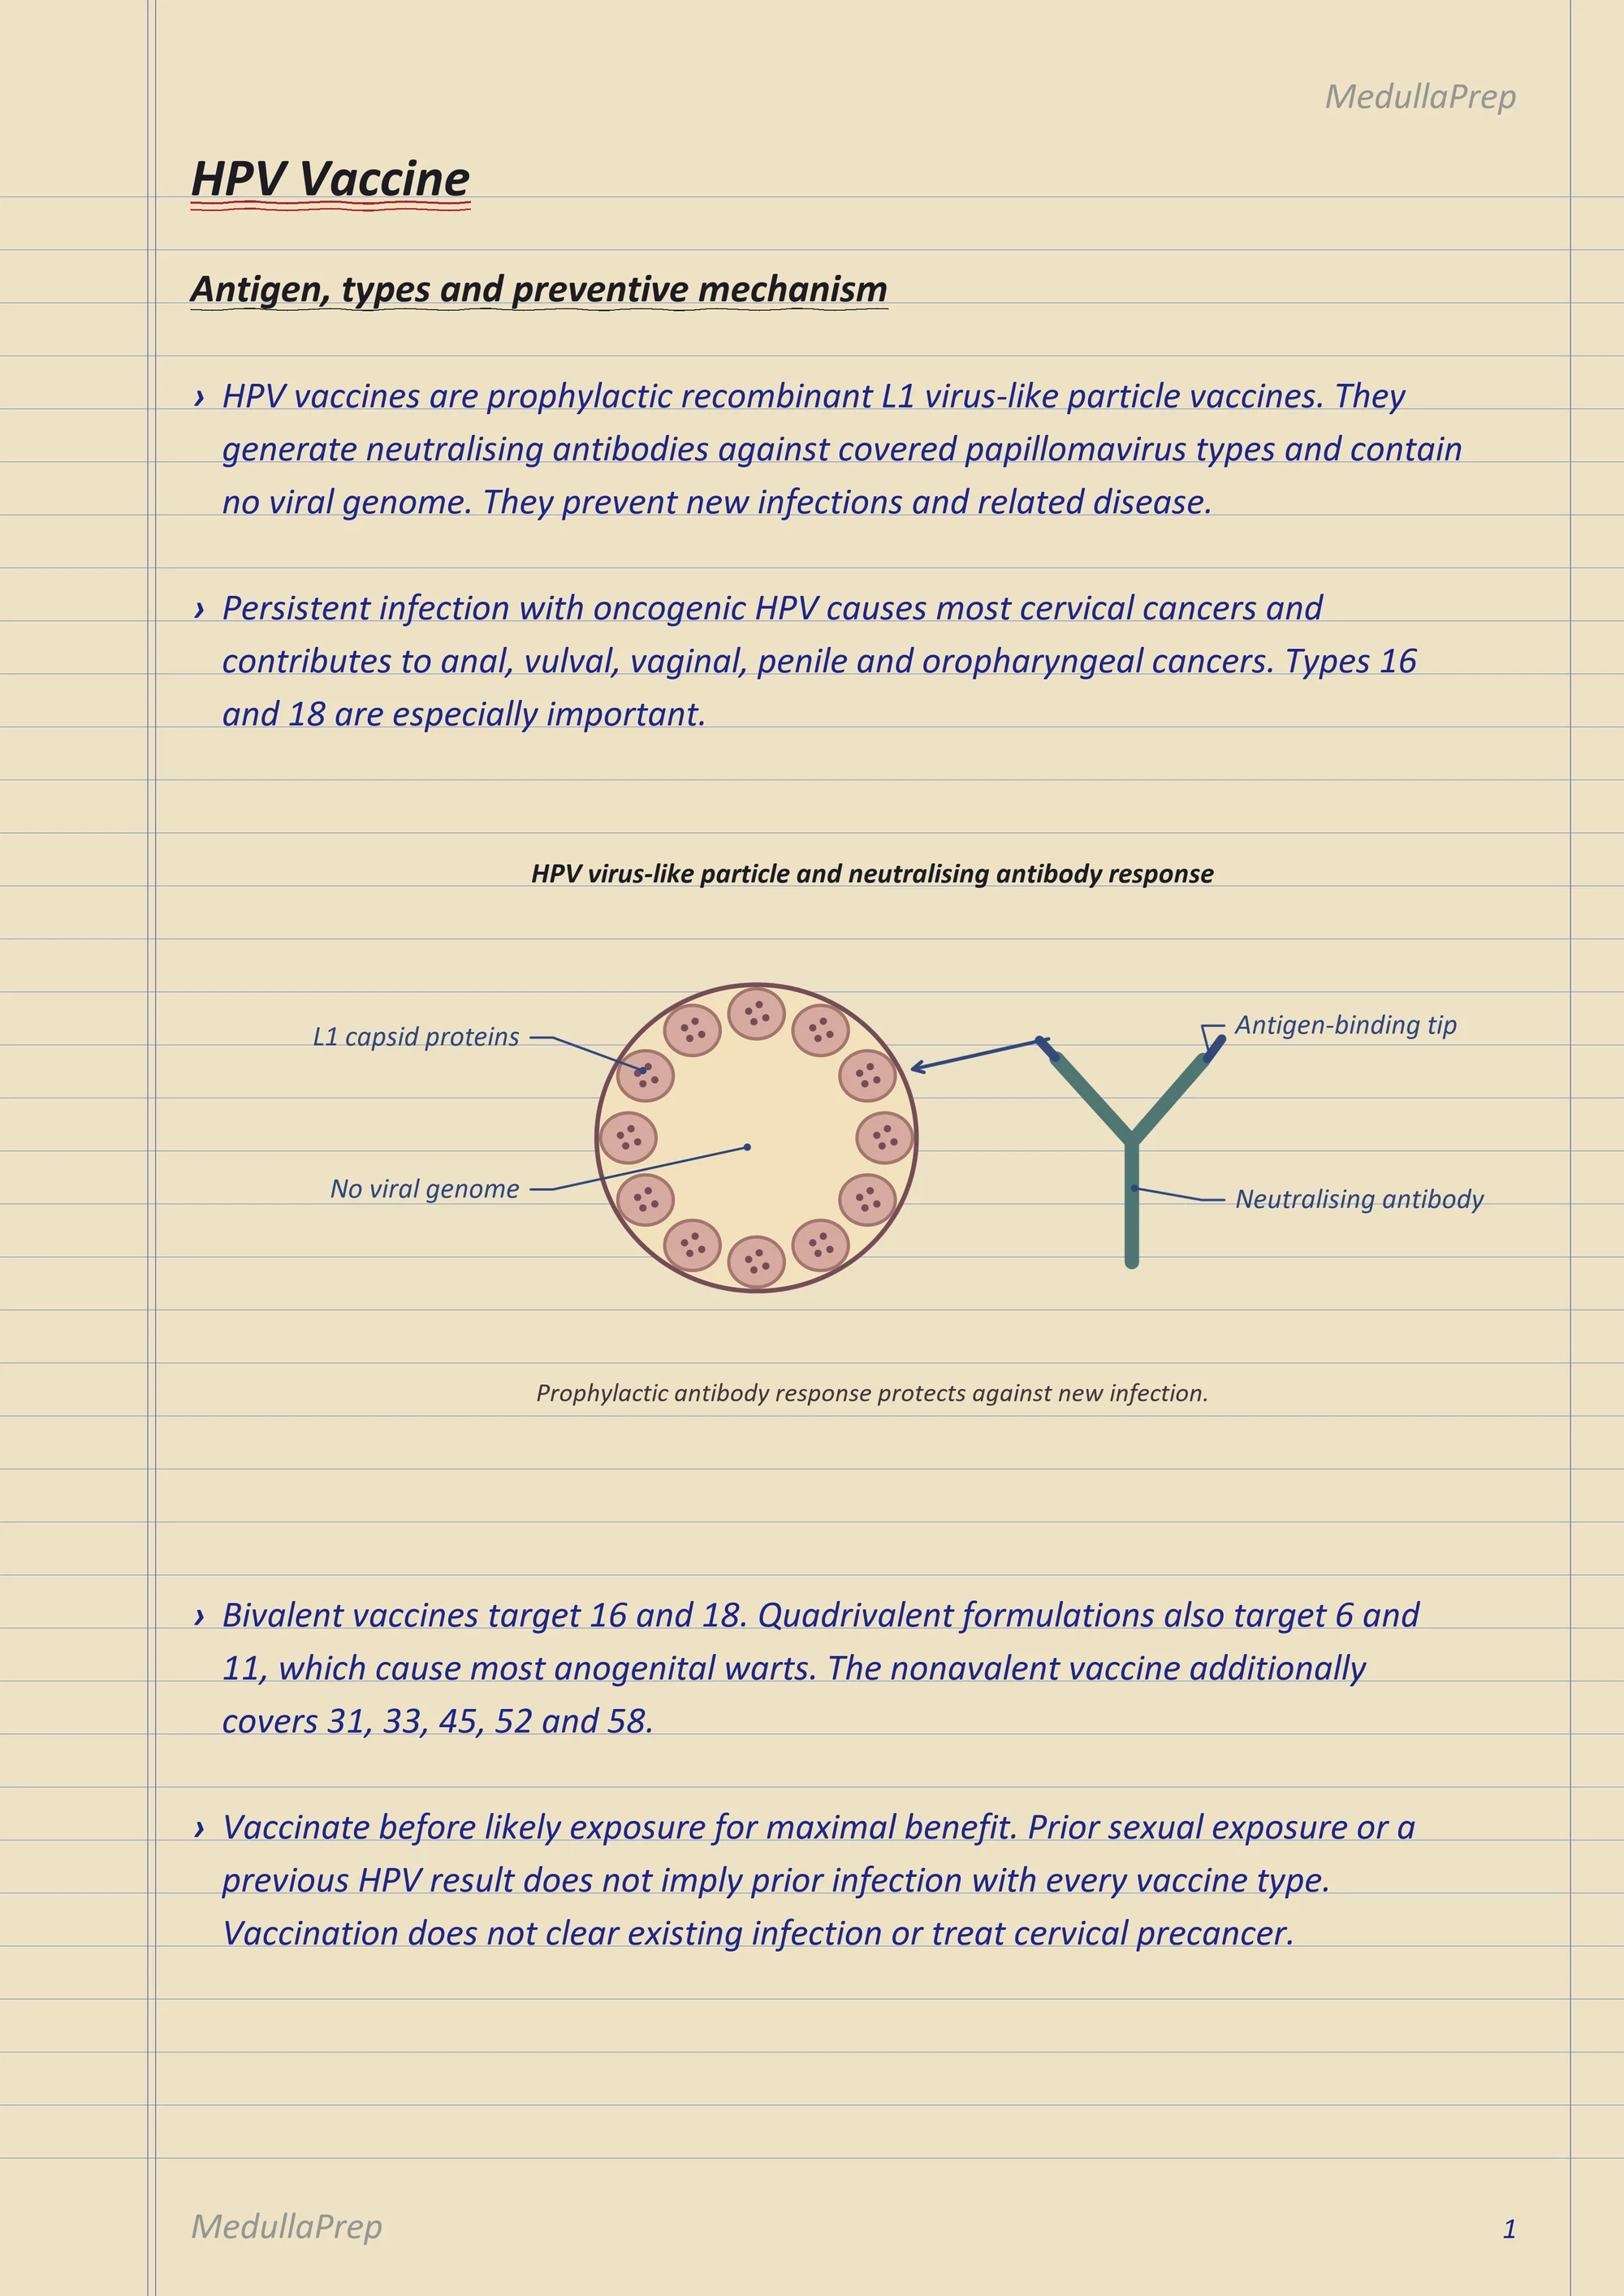 MedullaPrep
HPV Vaccine
Antigen, types and preventive mechanism
› HPV vaccines are prophylactic recombinant L1 virus-like particle vaccines. They
generate neutralising antibodies against covered papillomavirus types and contain
no viral genome. They prevent new infections and related disease.
› Persistent infection with oncogenic HPV causes most cervical cancers and
contributes to anal, vulval, vaginal, penile and oropharyngeal cancers. Types 16
and 18 are especially important.
HPV virus-like particle and neutralising antibody response
L1 capsid proteins
Antigen-binding tip
No viral genome
Neutralising antibody
Prophylactic antibody response protects against new infection.
› Bivalent vaccines target 16 and 18. Quadrivalent formulations also target 6 and
11, which cause most anogenital warts. The nonavalent vaccine additionally
covers 31, 33, 45, 52 and 58.
› Vaccinate before likely exposure for maximal benefit. Prior sexual exposure or a
previous HPV result does not imply prior infection with every vaccine type.
Vaccination does not clear existing infection or treat cervical precancer.
MedullaPrep
1